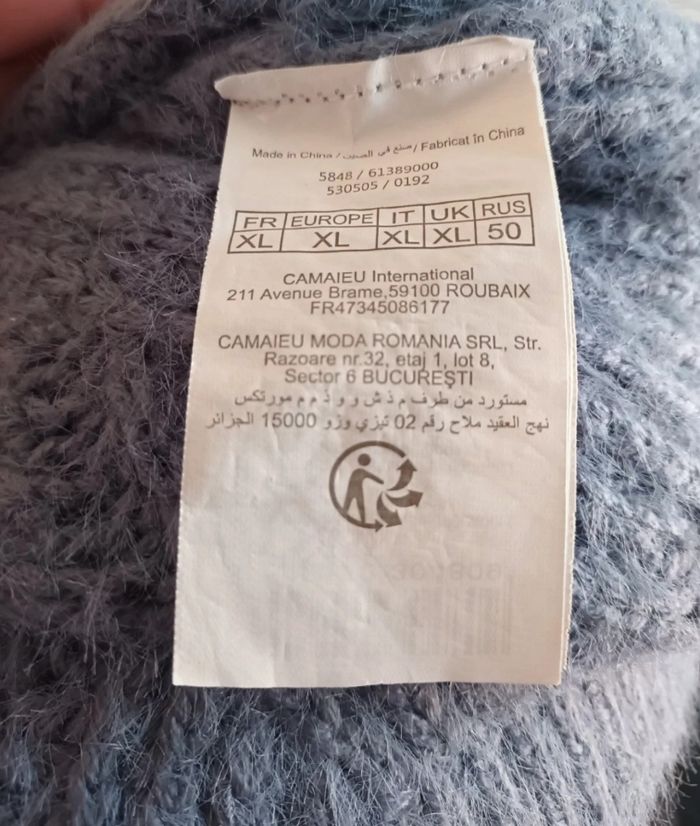 Made in China / صنع في الصين / Fabricat în China
5848 / 61389000
530505 / 0192
FR EUROPE IT UK RUS
XL XL XL XL 50
CAMAIEU International
211 Avenue Brame,59100 ROUBAIX
FR47345086177
CAMAIEU MODA ROMANIA SRL, Str.
Razoare nr.32, etaj 1, lot 8,
Sector 6 BUCUREȘTI
مستورد من طرف م ذ ش و و ذ م م مورتكس
نهج العقيد ملاح رقم 02 تيزي وزو 15000 الجزائر